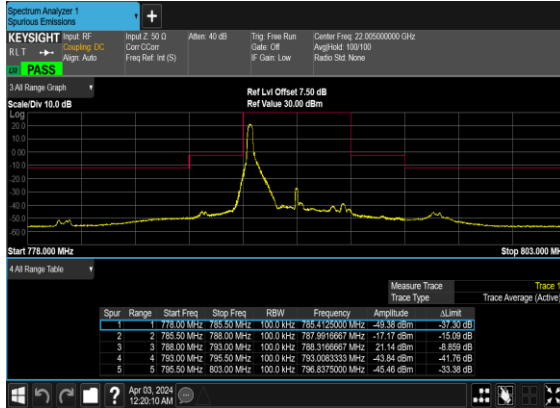 Spectrum Analyzer 1
Spurious Emissions
+
KEYSIGHT Input: RF Input Z: 50 Ω Atten: 40 dB Trig: Free Run Center Freq: 22.005000000 GHz
RLT Coupling: DC Corr CCorr Gate: Off Avg|Hold: 100/100
Align: Auto Freq Ref: Int (S) IF Gain: Low Radio Std: None
PASS
3 All Range Graph
Ref Lvl Offset 7.50 dB
Scale/Div 10.0 dB Ref Value 30.00 dBm
Log
20.0
10.0
0.00
-10.0
-20.0
-30.0
-40.0
-50.0
-60.0
Start 778.000 MHz Stop 803.000 MH
4 All Range Table
Measure Trace Trace 1
Trace Type Trace Average (Active)
Spur Range Start Freq Stop Freq RBW Frequency Amplitude ΔLimit
1 1 778.00 MHz 785.50 MHz 100.0 kHz 785.4125000 MHz -49.38 dBm -37.30 dB
2 2 785.50 MHz 788.00 MHz 100.0 kHz 787.9916667 MHz -17.17 dBm -15.09 dB
3 3 788.00 MHz 793.00 MHz 100.0 kHz 788.3166667 MHz 21.14 dBm -8.859 dB
4 4 793.00 MHz 795.50 MHz 100.0 kHz 793.0083333 MHz -43.84 dBm -41.76 dB
5 5 795.50 MHz 803.00 MHz 100.0 kHz 796.8375000 MHz -45.46 dBm -33.38 dB
? Apr 03, 2024
12:20:10 AM